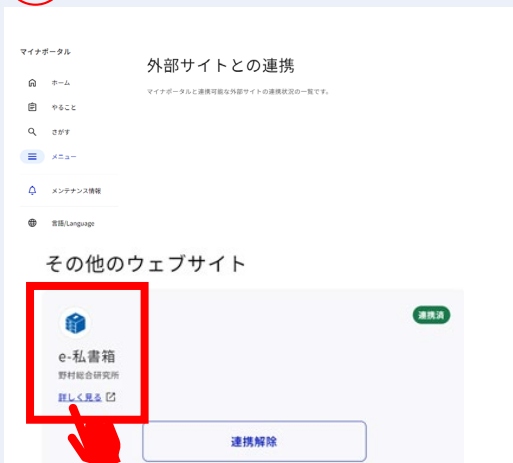 マイナポータル
ホーム
やること
さがす
メニュー
メンテナンス情報
言語/Language
外部サイトとの連携
マイナポータルと連携可能な外部サイトの連携状況の一覧です。
その他のウェブサイト
連携済
e-私書箱
野村総合研究所
詳しく見る
連携解除